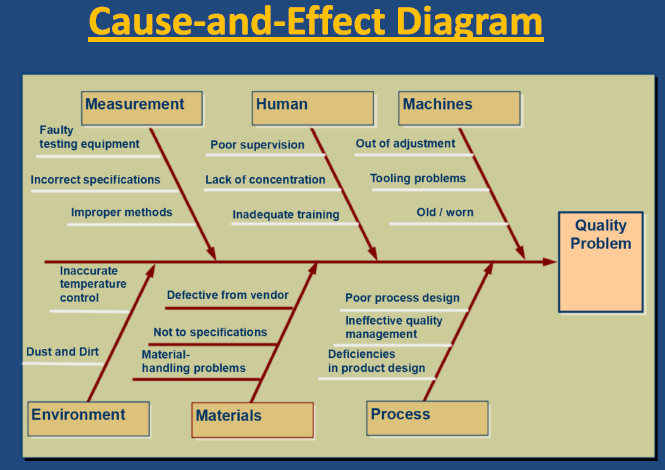 Cause-and-Effect Diagram
Measurement
Human
Machines
Faulty
testing equipment
Poor supervision
Out of adjustment
Incorrect specifications
Lack of concentration
Tooling problems
Improper methods
Inadequate training
Old / worn
Quality
Problem
Inaccurate
temperature
control
Defective from vendor
Poor process design
Not to specifications
Ineffective quality
management
Dust and Dirt
Material-
handling problems
Deficiencies
in product design
Environment
Materials
Process